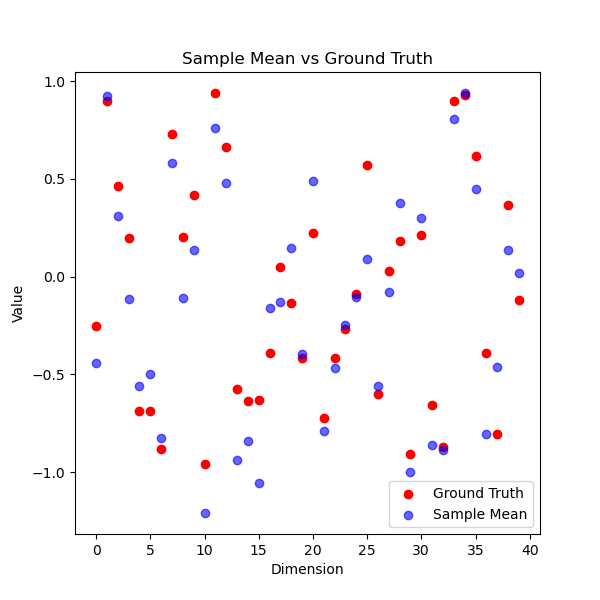 Sample Mean vs Ground Truth
1.0
0.5
0.0
−0.5
−1.0
Value
0 5 10 15 20 25 30 35 40
Dimension
Ground Truth
Sample Mean